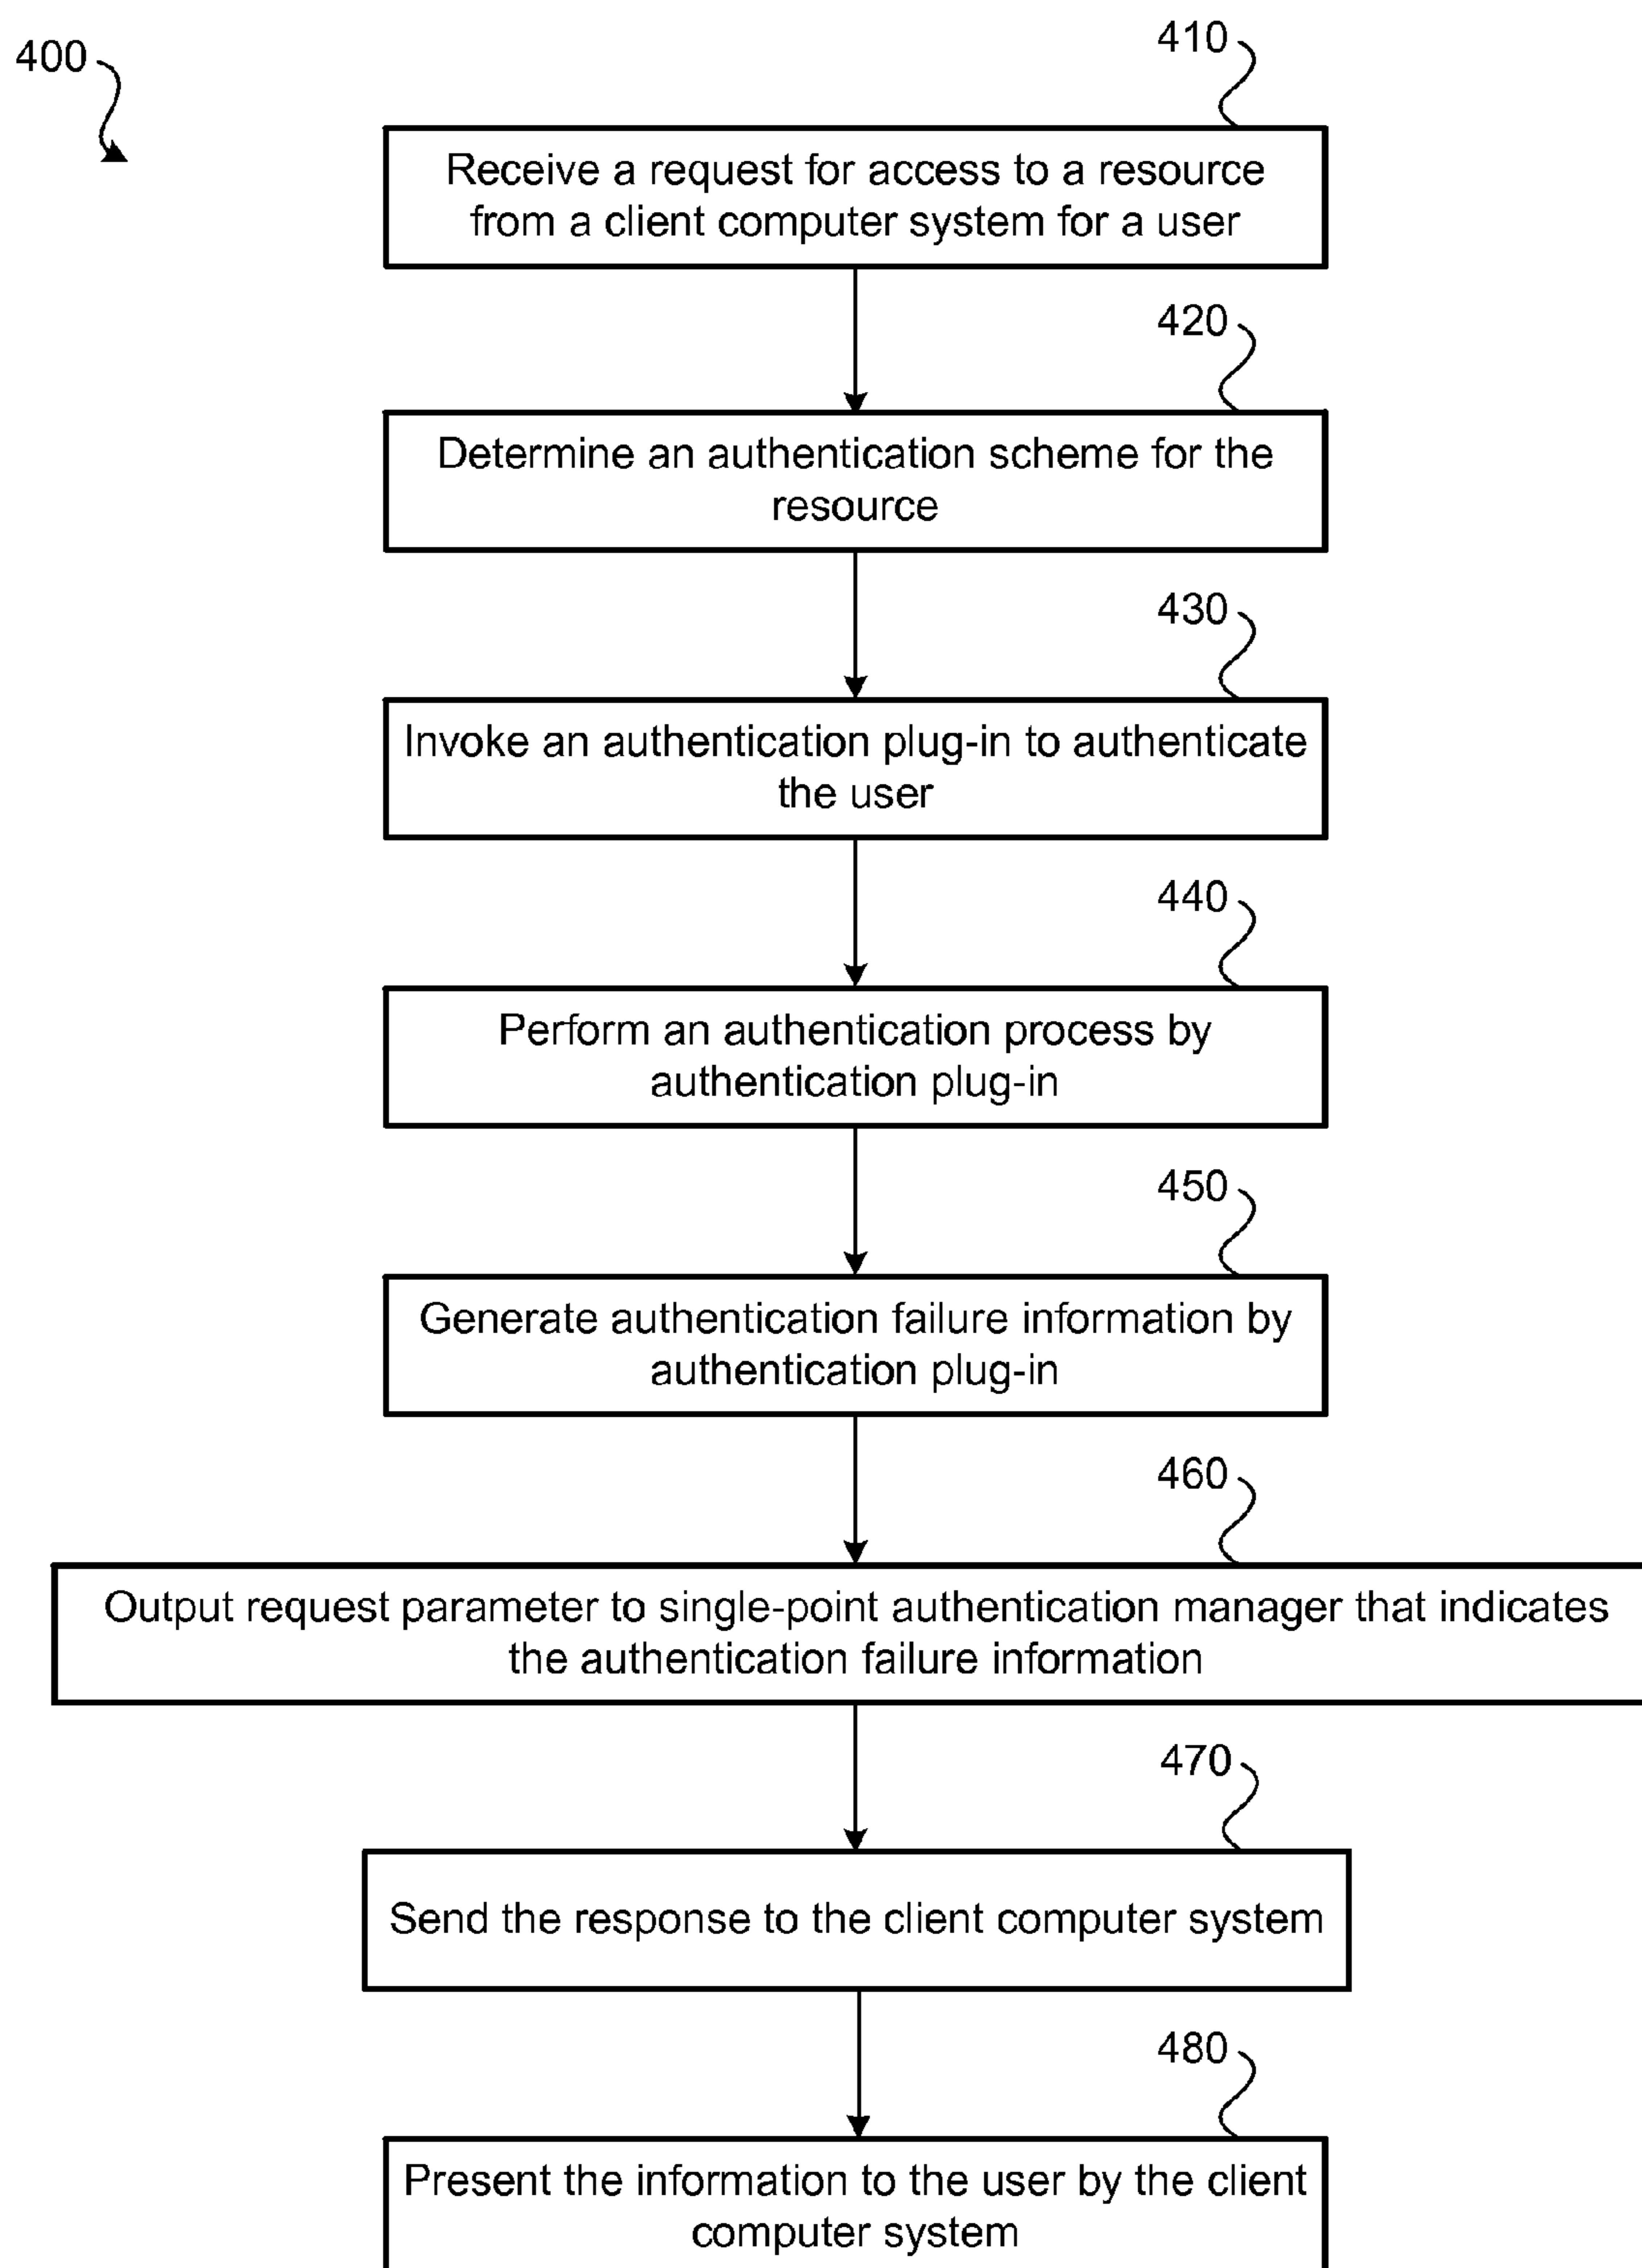 400
410
Receive a request for access to a resource
from a client computer system for a user
420
Determine an authentication scheme for the
resource
430
Invoke an authentication plug-in to authenticate
the user
440
Perform an authentication process by
authentication plug-in
450
Generate authentication failure information by
authentication plug-in
460
Output request parameter to single-point authentication manager that indicates
the authentication failure information
470
Send the response to the client computer system
480
Present the information to the user by the client
computer system